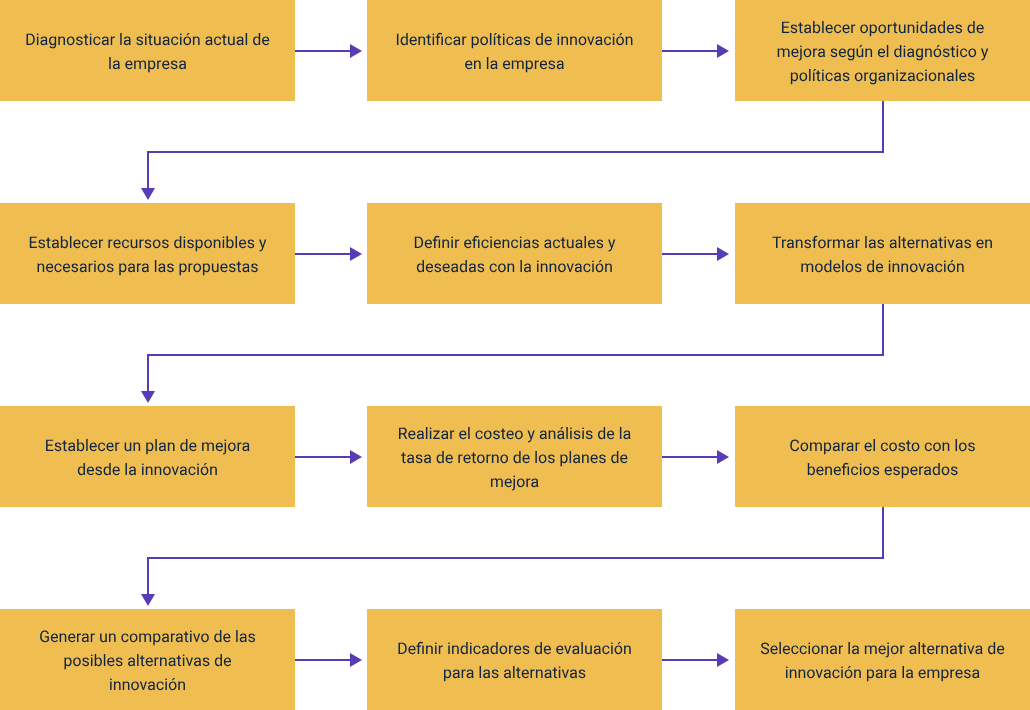 Diagnosticar la situación actual de
la empresa
Identificar políticas de innovación
en la empresa
Establecer oportunidades de
mejora según el diagnóstico y
políticas organizacionales
Establecer recursos disponibles y
necesarios para las propuestas
Definir eficiencias actuales y
deseadas con la innovación
Transformar las alternativas en
modelos de innovación
Establecer un plan de mejora
desde la innovación
Realizar el costeo y análisis de la
tasa de retorno de los planes de
mejora
Comparar el costo con los
beneficios esperados
Generar un comparativo de las
posibles alternativas de
innovación
Definir indicadores de evaluación
para las alternativas
Seleccionar la mejor alternativa de
innovación para la empresa